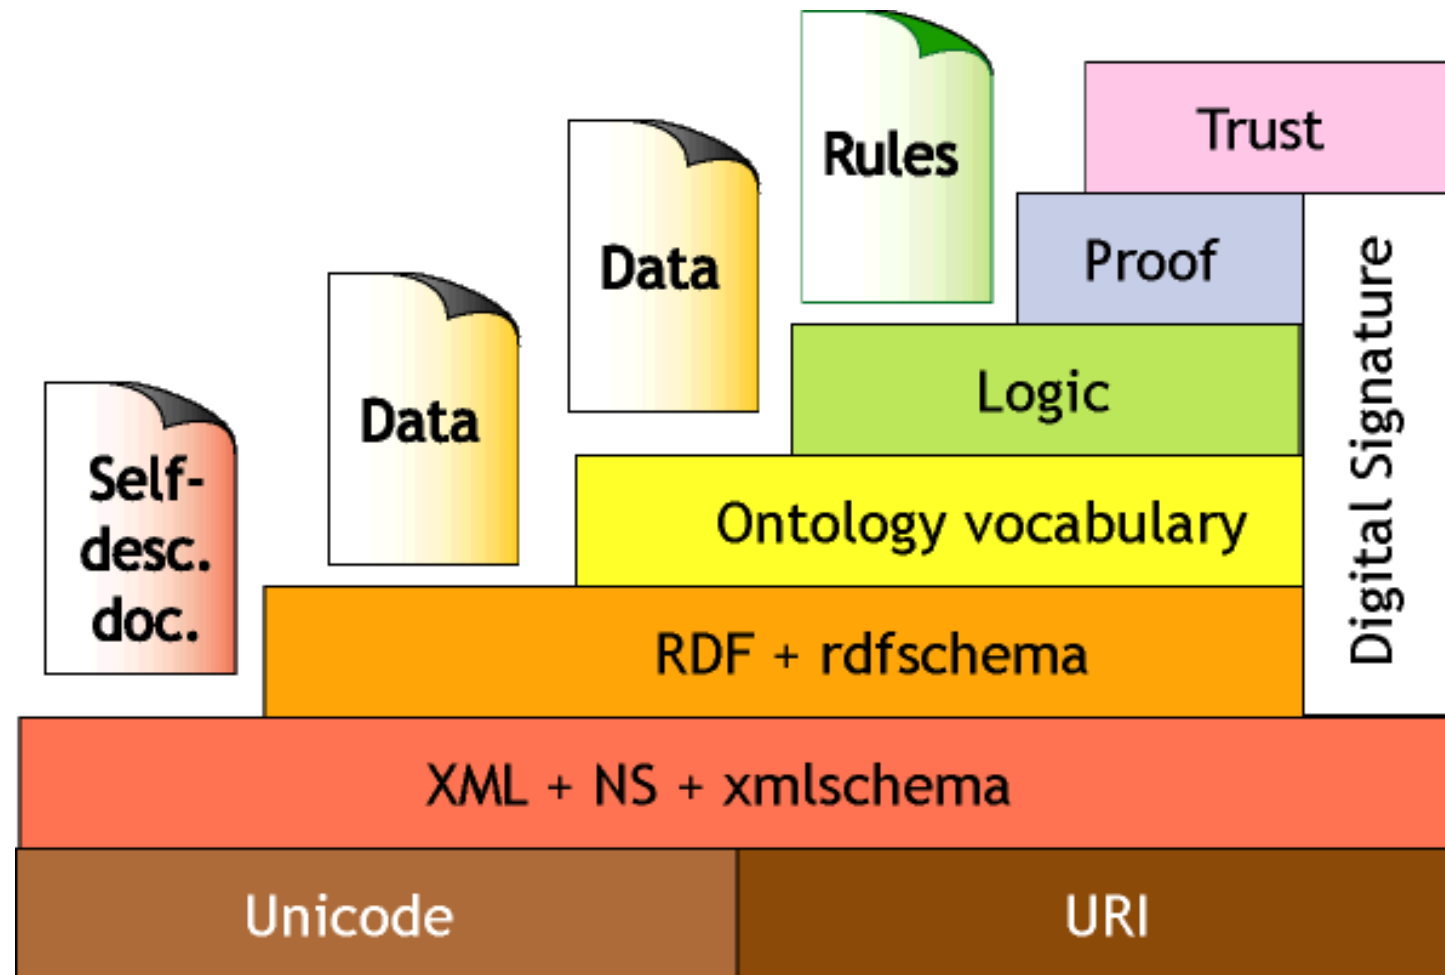 Trust
Rules
Proof
Data
Logic
Data
Self-
desc.
doc.
Ontology vocabulary
Digital Signature
RDF + rdfschema
XML + NS + xmlschema
Unicode
URI